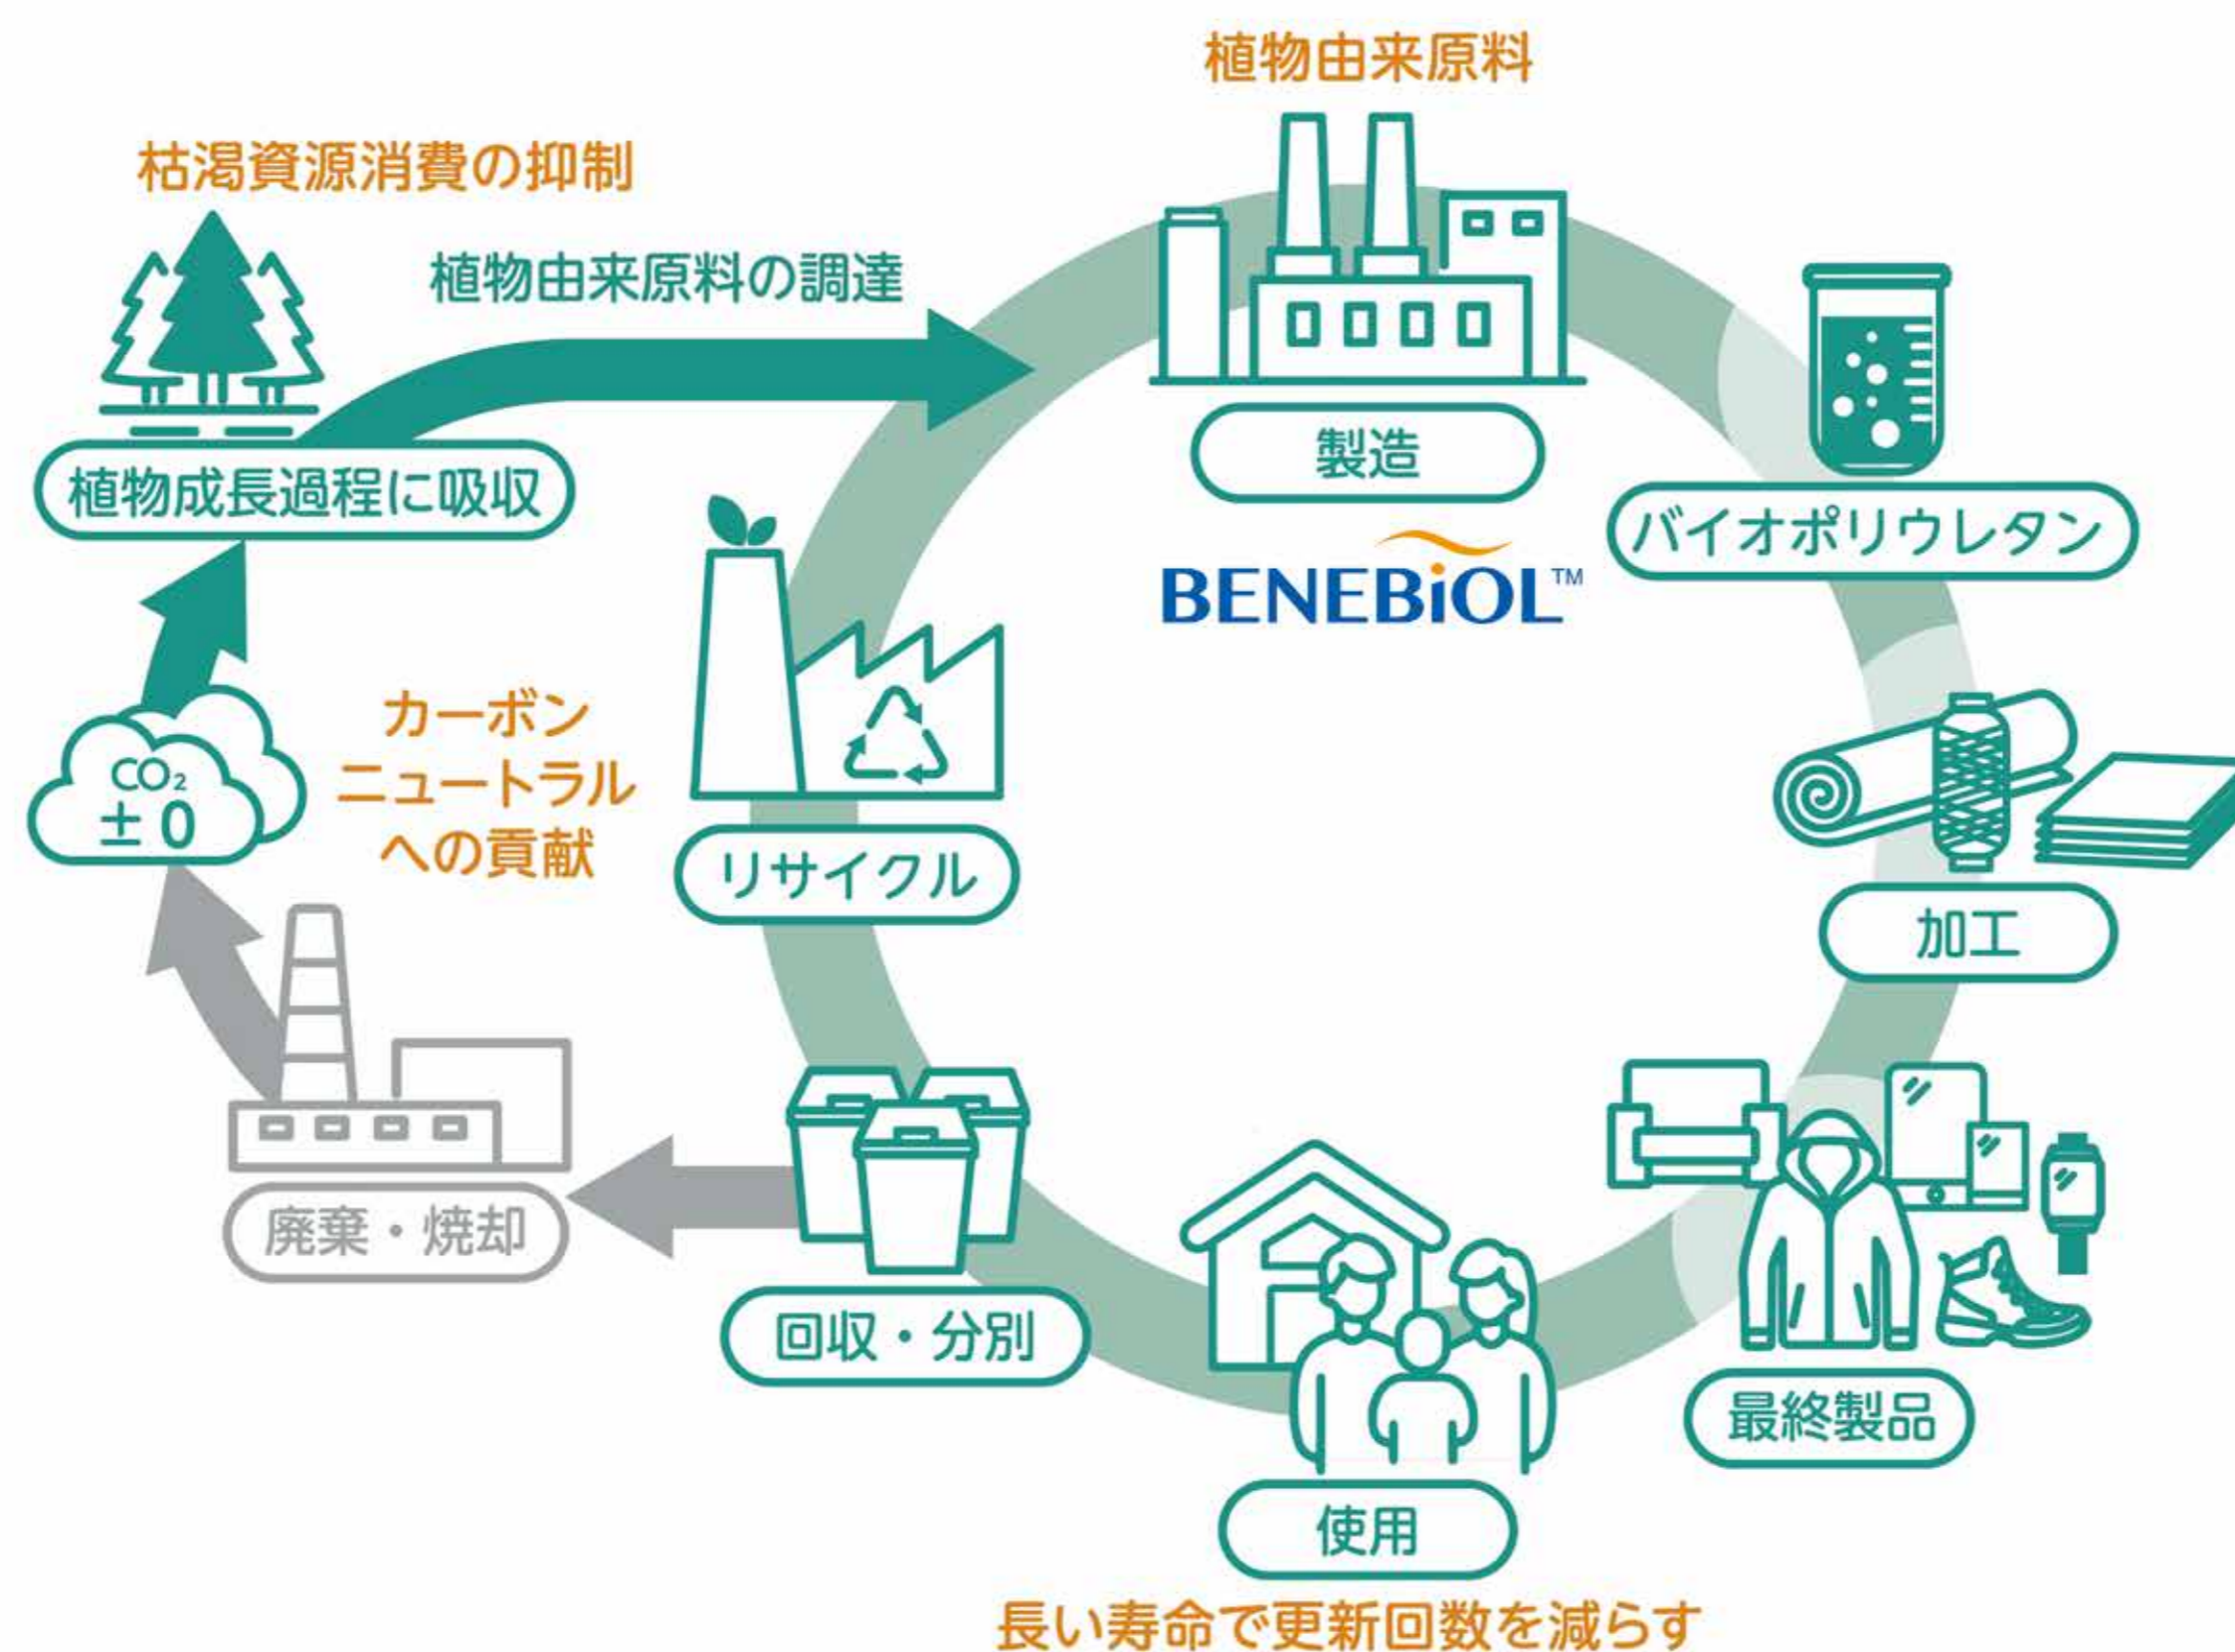 植物由来原料
枯渇資源消費の抑制
植物由来原料の調達
製造
植物成長過程に吸収
バイオポリウレタン
BENEBiOL™
カーボン
ニュートラル
への貢献
CO₂
±0
リサイクル
加工
廃棄・焼却
回収・分別
最終製品
使用
長い寿命で更新回数を減らす